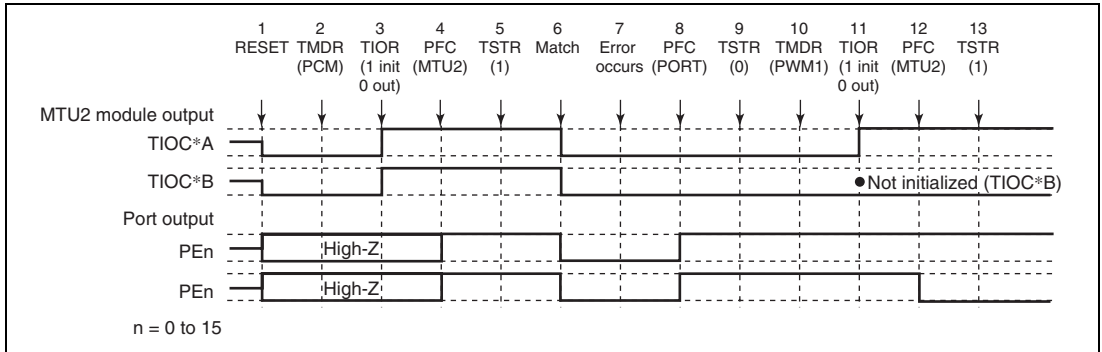 1 2 3 4 5 6 7 8 9 10 11 12 13
RESET TMDR TIOR PFC TSTR Match Error PFC TSTR TMDR TIOR PFC TSTR
(PCM) (1 init (MTU2) (1) occurs (PORT) (0) (PWM1) (1 init (MTU2) (1)
0 out) 0 out)
MTU2 module output
TIOC*A
TIOC*B
●Not initialized (TIOC*B)
Port output
PEn
High-Z
PEn
High-Z
n = 0 to 15